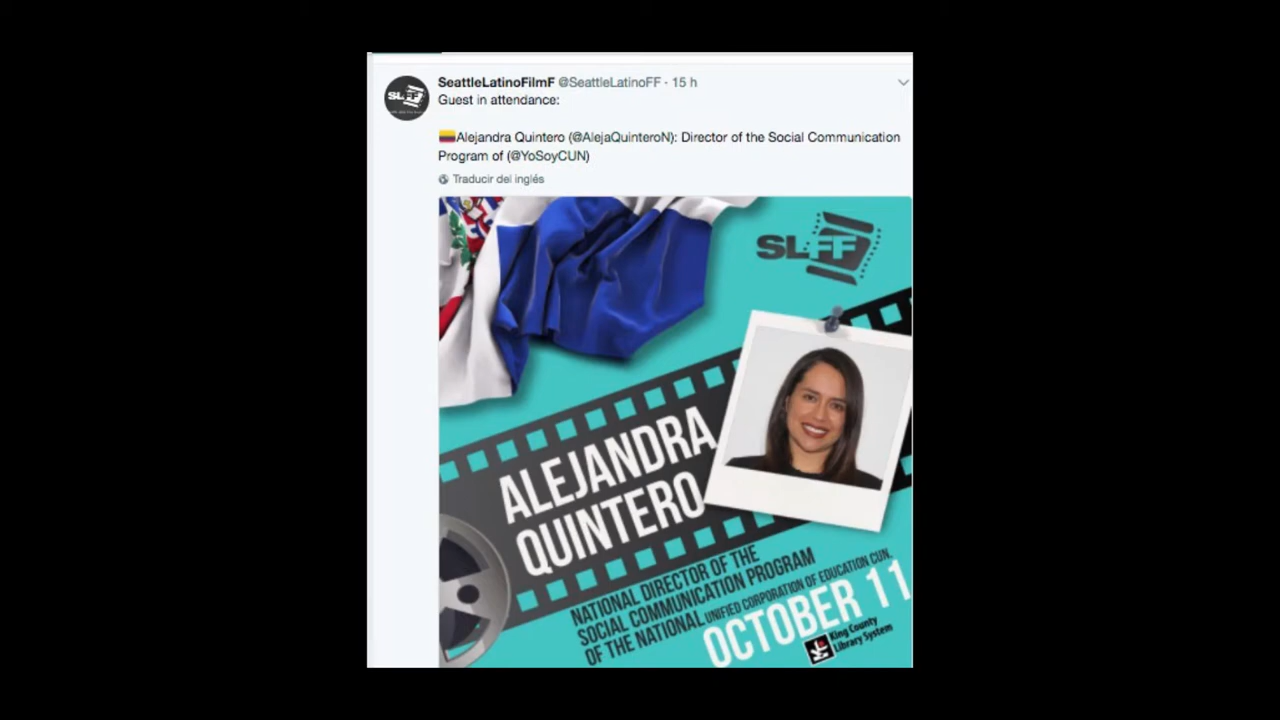 SeattleLatinoFilmF @SeattleLatinoFF · 15 h
Guest in attendance:
Alejandra Quintero (@AlejaQuinteroN): Director of the Social Communication
Program of (@YoSoyCUN)
Traducir del inglés
SLFF
SLFF
ALEJANDRA
QUINTERO
NATIONAL DIRECTOR OF THE
SOCIAL COMMUNICATION PROGRAM
OF THE NATIONAL UNIFIED CORPORATION OF EDUCATION CUN.
OCTOBER 11
King County
Library System